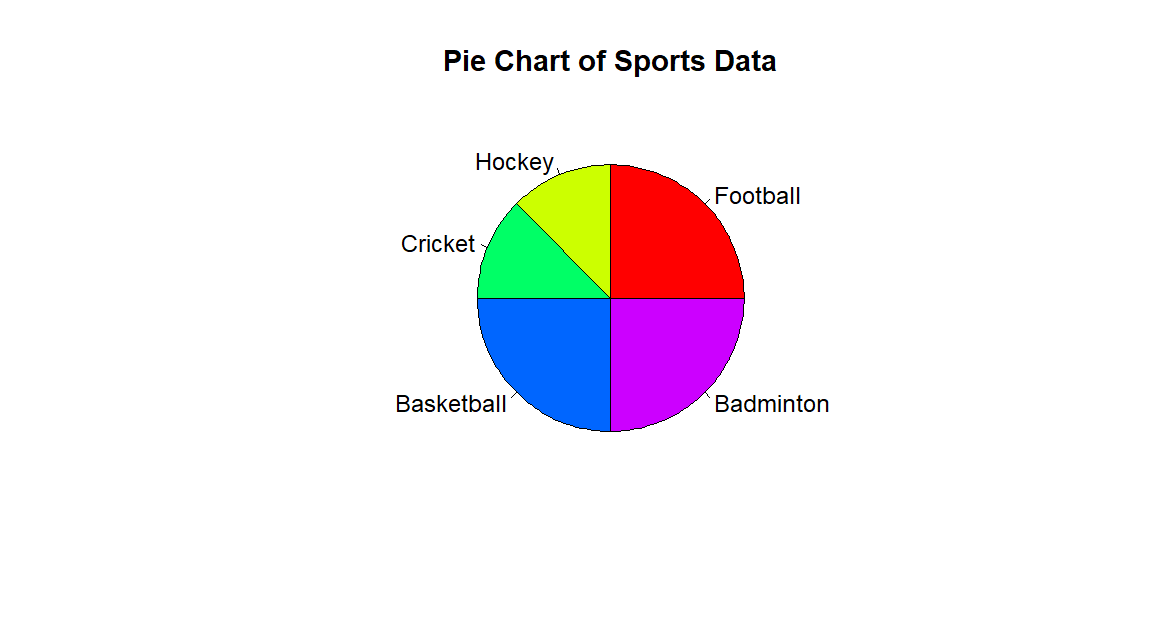 Pie Chart of Sports Data
Hockey
Football
Cricket
Basketball
Badminton